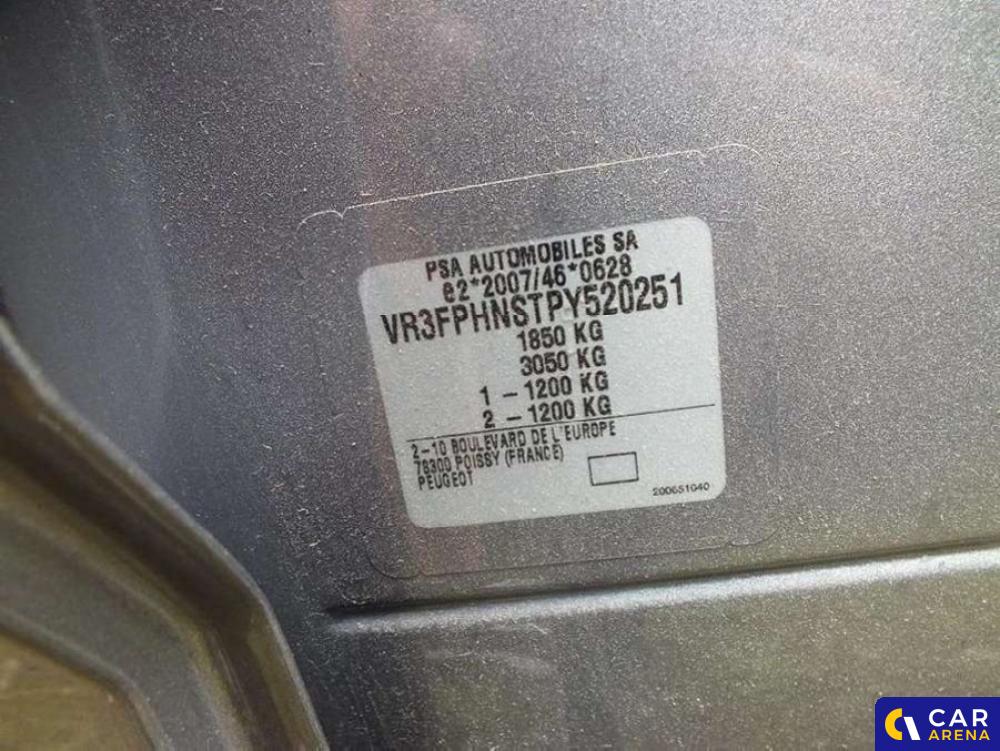 PSA AUTOMOBILES SA
e2*2007/46*0628
VR3FPHNSTPY520251
1850 KG
3050 KG
1 - 1200 KG
2 - 1200 KG
2-10 BOULEVARD DE L'EUROPE
78300 POISSY (FRANCE)
PEUGEOT
200651040
CAR
ARENA